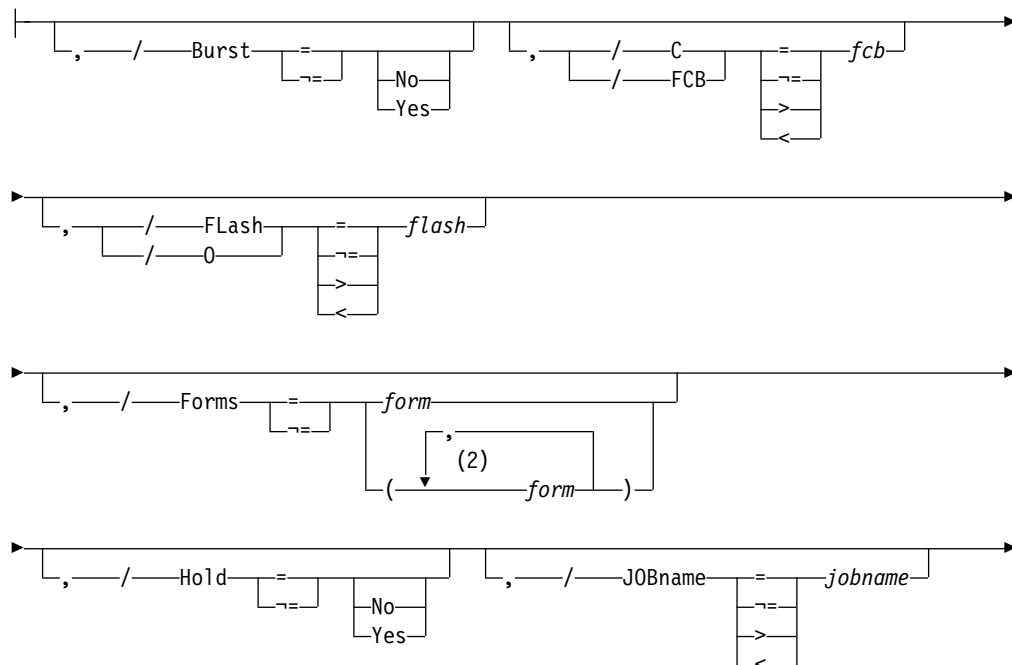 , / Burst = , / C = fcb
¬= No / FCB ¬=
Yes >
<
, / FLash = flash
/ O ¬=
>
<
, / Forms = form
¬= ,
(2)
( form )
, / Hold = , / JOBname = jobname
¬= No ¬=
Yes >
<